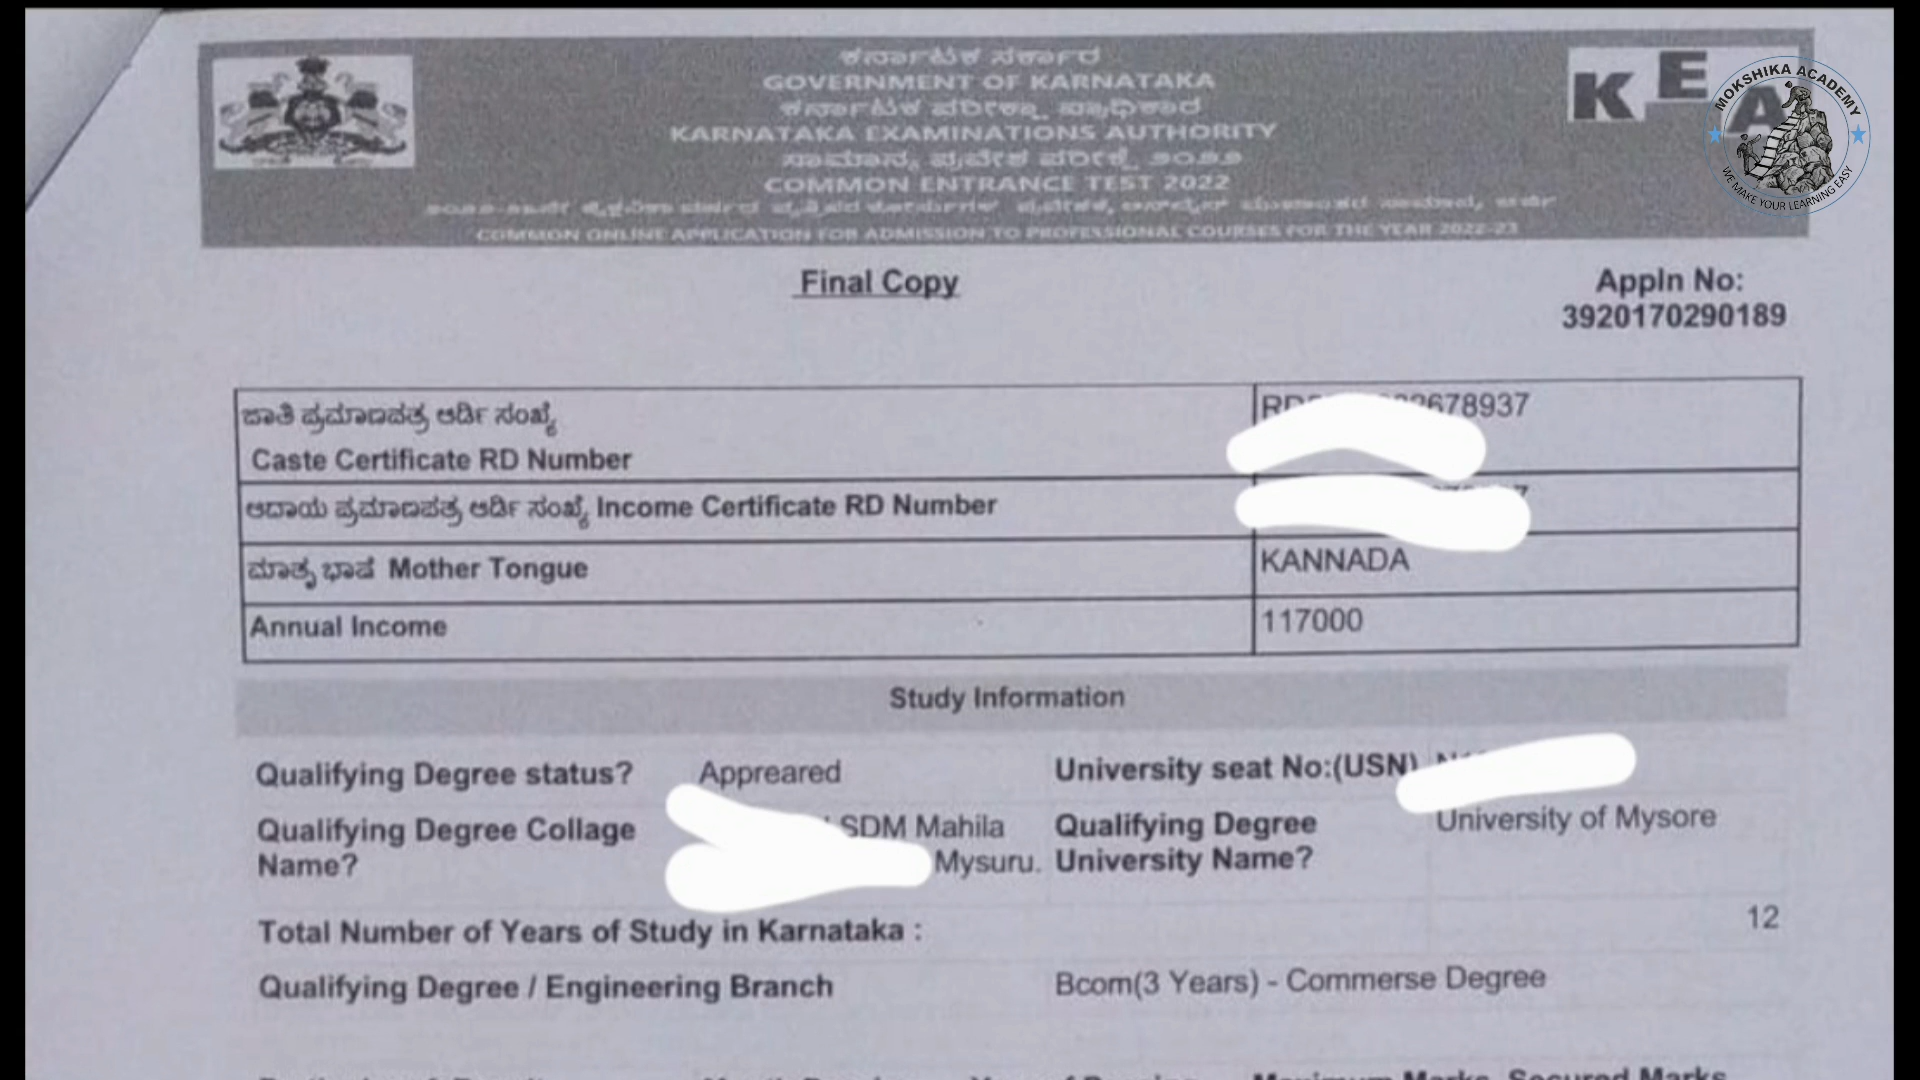 ಕರ್ನಾಟಕ ಸರ್ಕಾರ
GOVERNMENT OF KARNATAKA
ಕರ್ನಾಟಕ ಪರೀಕ್ಷಾ ಪ್ರಾಧಿಕಾರ
KARNATAKA EXAMINATIONS AUTHORITY
ಸಾಮಾನ್ಯ ಪ್ರವೇಶ ಪರೀಕ್ಷೆ ೨೦೨೨
COMMON ENTRANCE TEST 2022
COMMON ONLINE APPLICATION FOR ADMISSION TO PROFESSIONAL COURSES FOR THE YEAR 2022-23
KEA
MOKSHIKA ACADEMY
WE MAKE YOUR LEARNING EASY
Final Copy
Appln No:
3920170290189
ಜಾತಿ ಪ್ರಮಾಣಪತ್ರ ಆರ್ಡಿ ಸಂಖ್ಯೆ
Caste Certificate RD Number
678937
ಆದಾಯ ಪ್ರಮಾಣಪತ್ರ ಆರ್ಡಿ ಸಂಖ್ಯೆ Income Certificate RD Number
ಮಾತೃ ಭಾಷೆ Mother Tongue KANNADA
Annual Income 117000
Study Information
Qualifying Degree status? Appreared University seat No:(USN)
Qualifying Degree Collage Name? SDM Mahila Mysuru. Qualifying Degree University Name? University of Mysore
Total Number of Years of Study in Karnataka : 12
Qualifying Degree / Engineering Branch Bcom(3 Years) - Commerse Degree
Maximum Marks Secured Marks